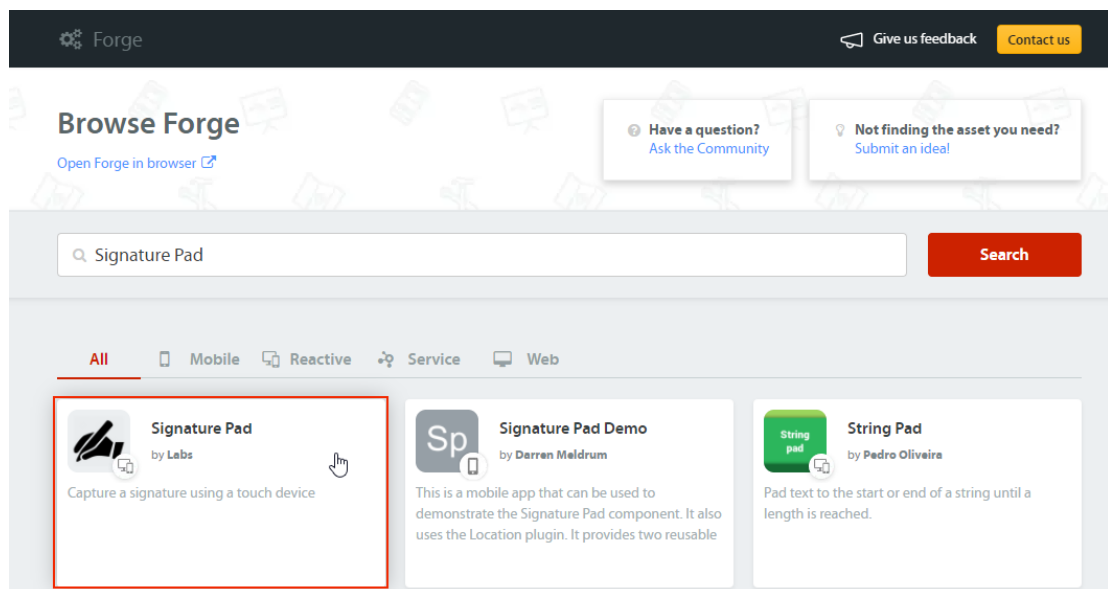 Forge
Give us feedback
Contact us
Browse Forge
Open Forge in browser
Have a question?
Ask the Community
Not finding the asset you need?
Submit an idea!
Signature Pad
Search
All
Mobile
Reactive
Service
Web
Signature Pad
by Labs
Capture a signature using a touch device
Sp
Signature Pad Demo
by Darren Meldrum
This is a mobile app that can be used to
demonstrate the Signature Pad component. It also
uses the Location plugin. It provides two reusable
String
pad
String Pad
by Pedro Oliveira
Pad text to the start or end of a string until a
length is reached.